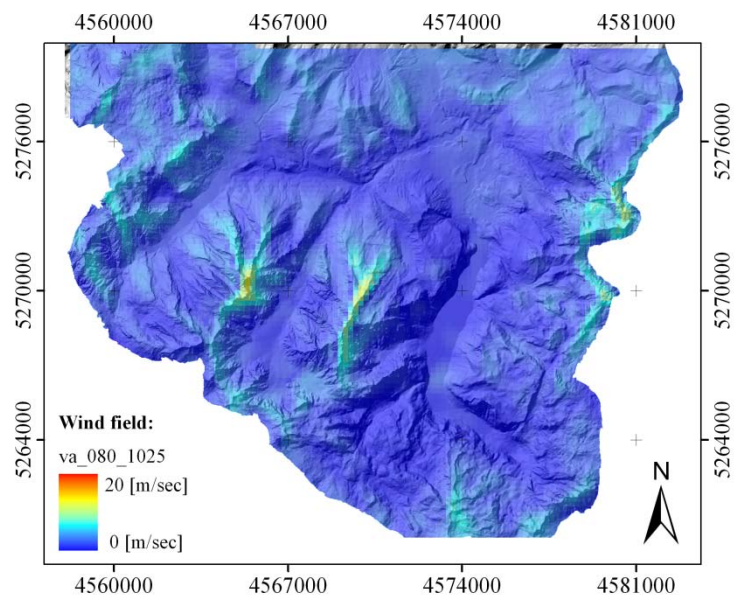 4560000 4567000 4574000 4581000
5276000 5276000
5270000 5270000
5264000 5264000
Wind field:
va_080_1025
20 [m/sec]
0 [m/sec]
N
4560000 4567000 4574000 4581000